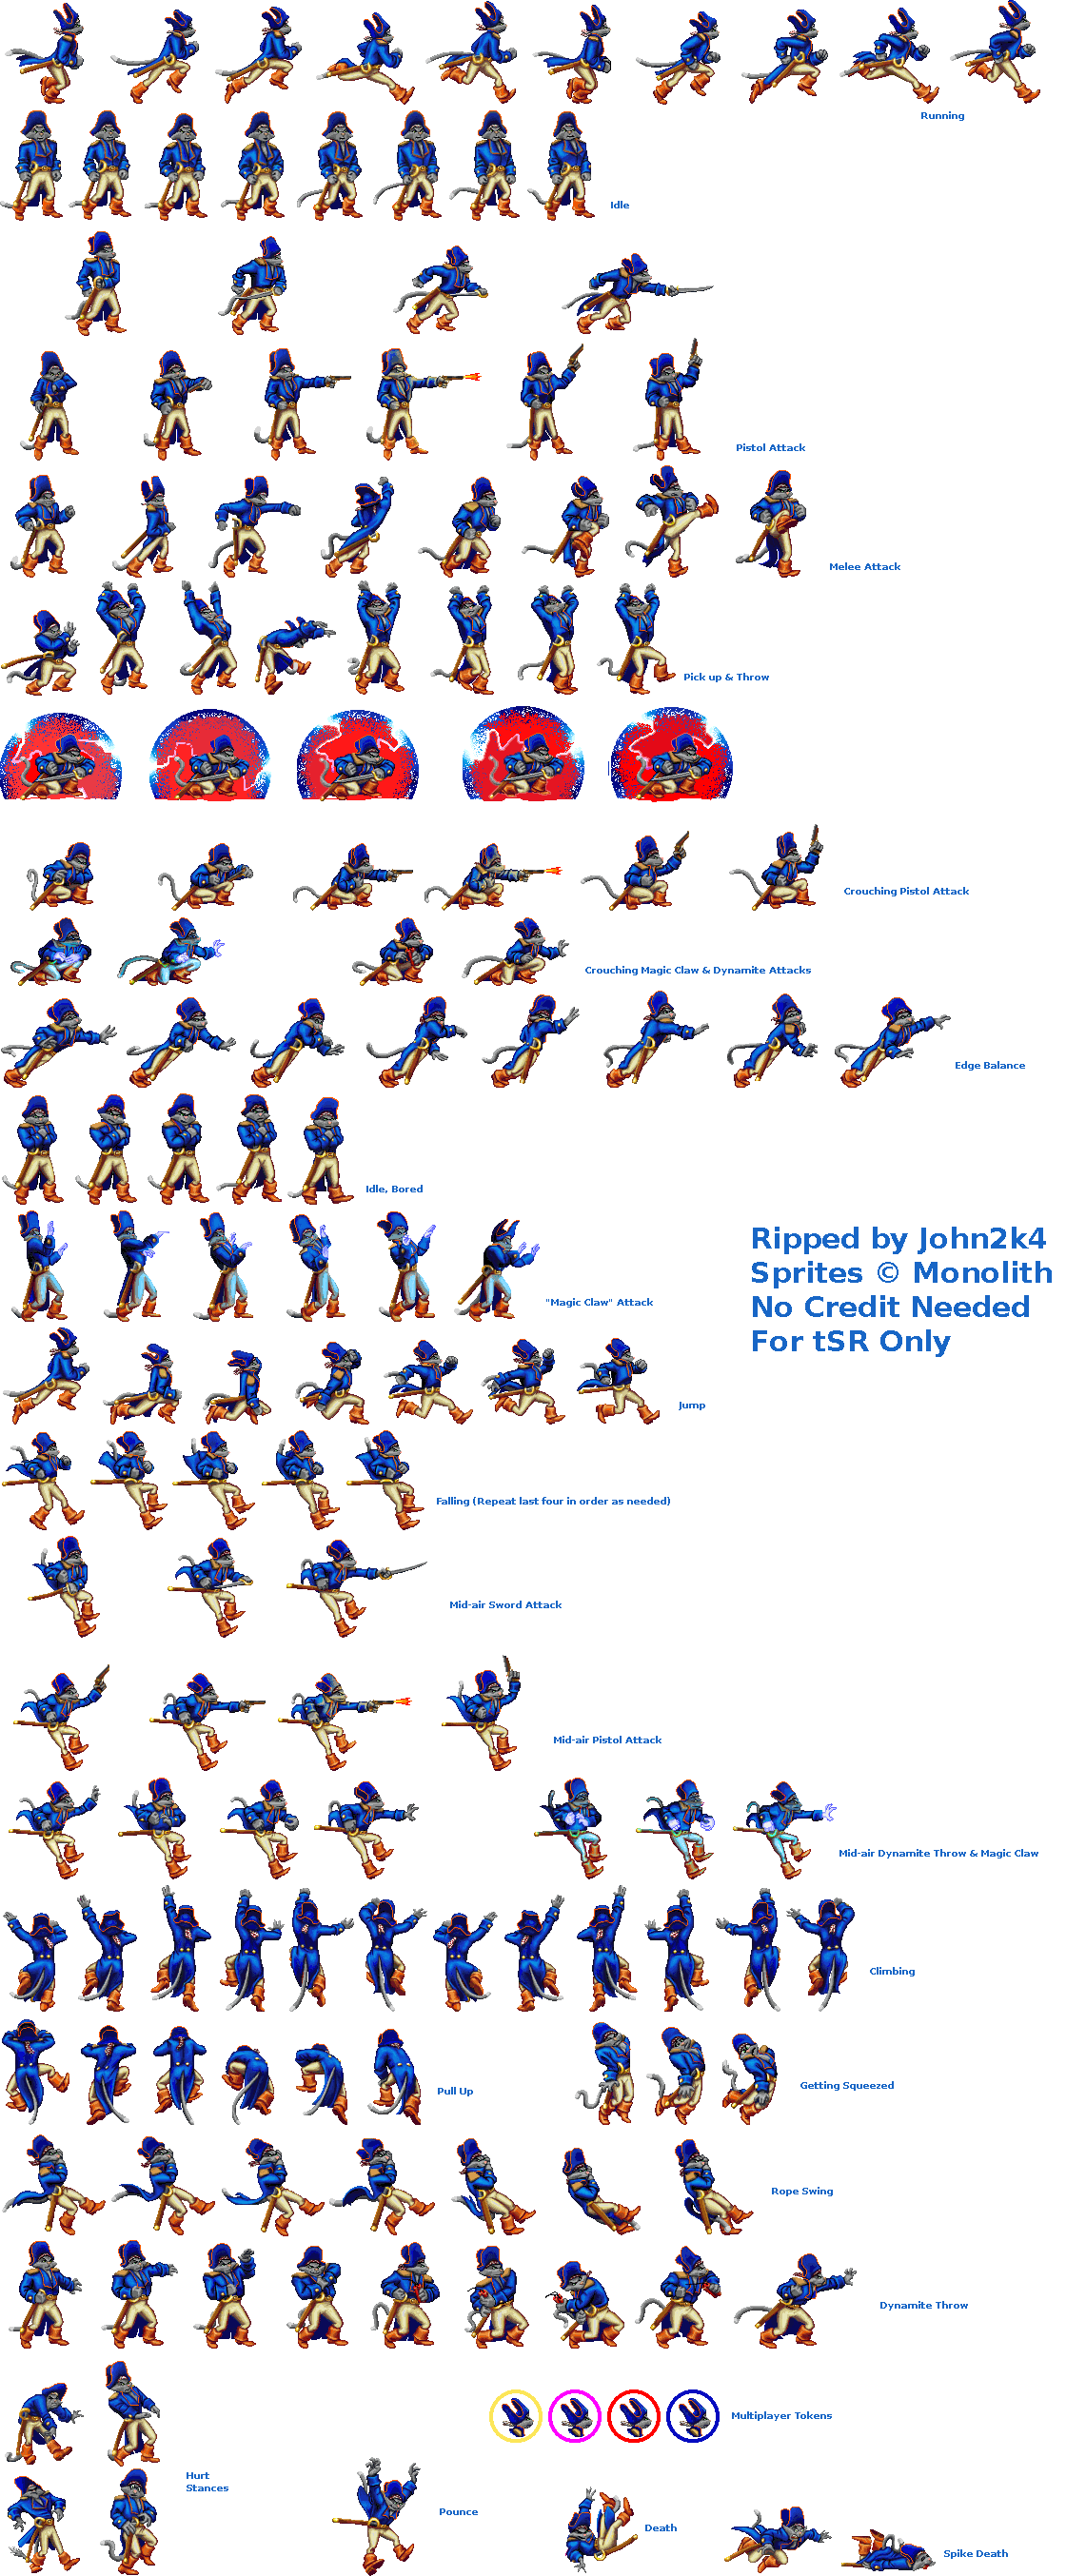 Running
Idle
Pistol Attack
Melee Attack
Pick up & Throw
Crouching Pistol Attack
Crouching Magic Claw & Dynamite Attacks
Edge Balance
Idle, Bored
Ripped by John2k4
Sprites © Monolith
No Credit Needed
For tSR Only
"Magic Claw" Attack
Jump
Falling (Repeat last four in order as needed)
Mid-air Sword Attack
Mid-air Pistol Attack
Mid-air Dynamite Throw & Magic Claw
Climbing
Pull Up
Getting Squeezed
Rope Swing
Dynamite Throw
Multiplayer Tokens
Hurt
Stances
Pounce
Death
Spike Death